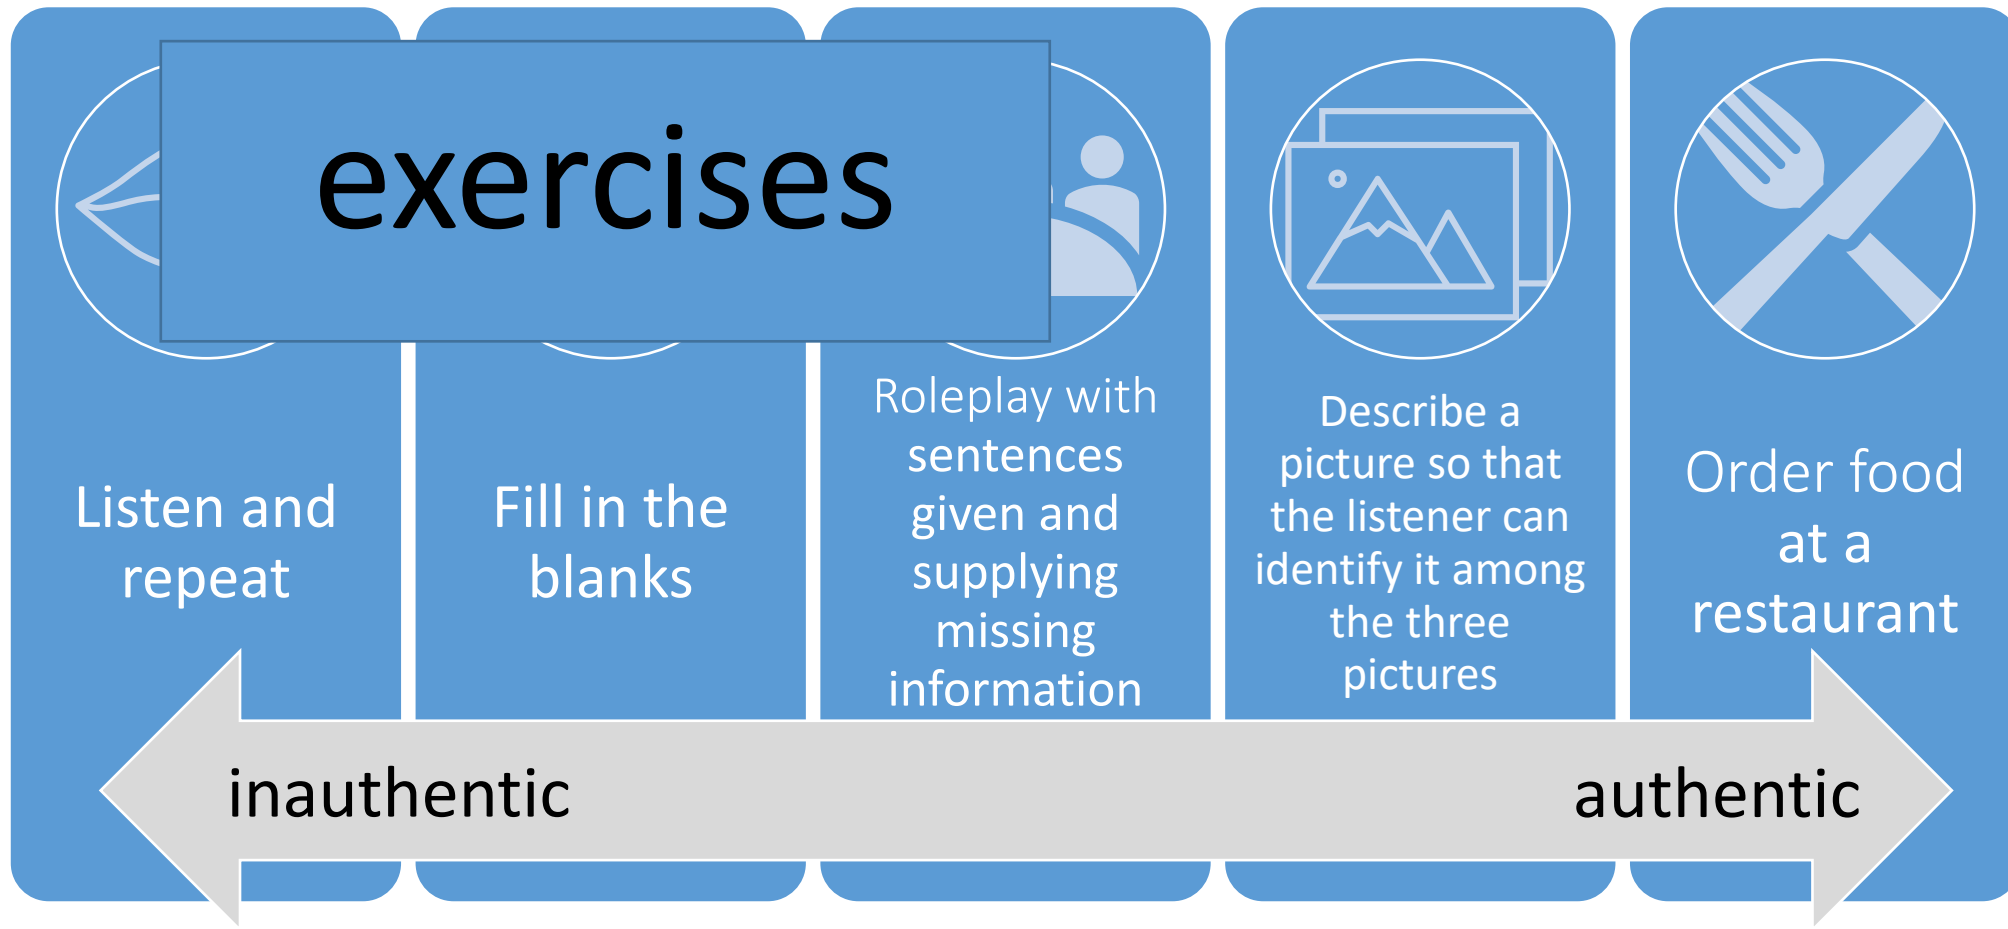 exercises
Listen and
repeat
Fill in the
blanks
Roleplay with
sentences
given and
supplying
missing
information
Describe a
picture so that
the listener can
identify it among
the three
pictures
Order food
at a
restaurant
inauthentic
authentic